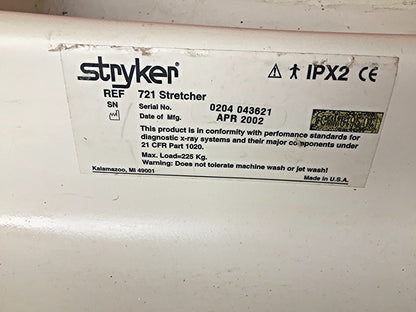 stryker® IPX2 CE
REF 721 Stretcher
SN Serial No. 0204 043621
Date of Mfg. APR 2002
This product is in conformity with perfomance standards for
diagnostic x-ray systems and their major components under
21 CFR Part 1020.
Max. Load=225 Kg.
Warning: Does not tolerate machine wash or jet wash!
Kalamazoo, MI 49001
Made in U.S.A.